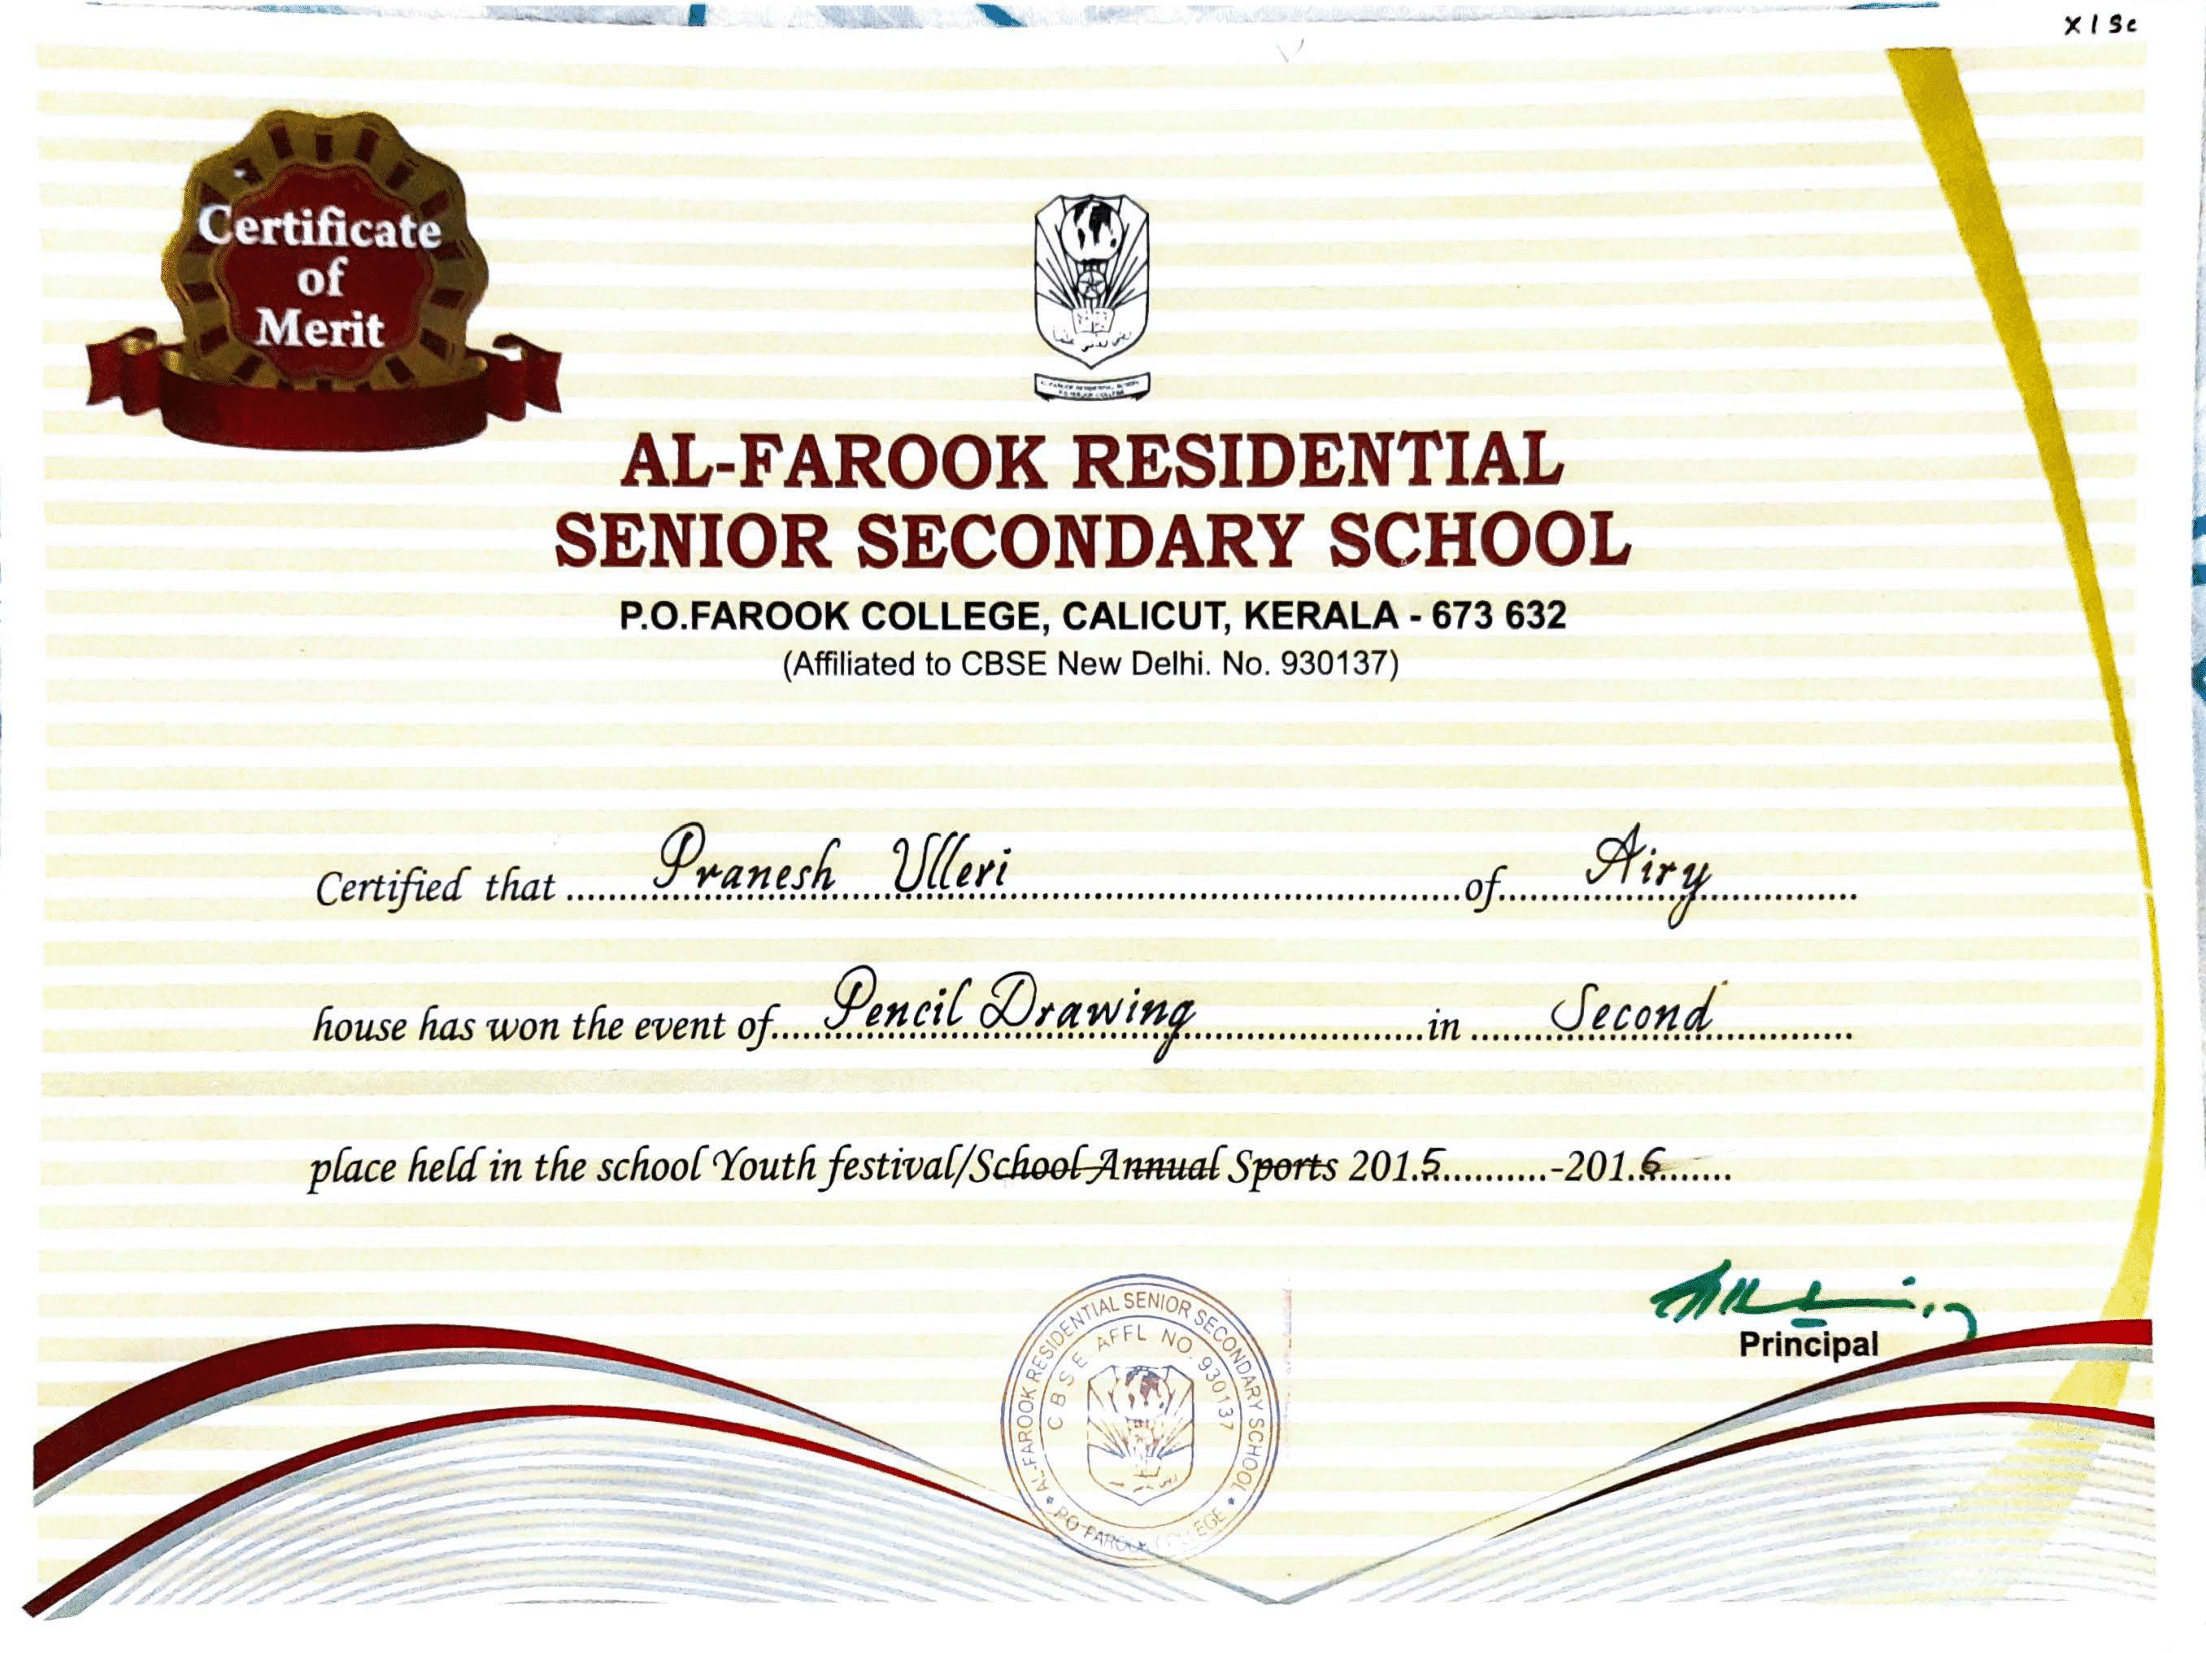 X I Sc
Certificate
of
Merit
AL-FAROOK RESIDENTIAL
SENIOR SECONDARY SCHOOL
P.O.FAROOK COLLEGE, CALICUT, KERALA - 673 632
(Affiliated to CBSE New Delhi. No. 930137)
Certified that ........Pranesh Ulleri........of........Airy........
house has won the event of.....Pencil Drawing........in ......Second........
place held in the school Youth festival/School Annual Sports 201.5...........-201..6.......
Principal
AL-FAROOK RESIDENTIAL SENIOR SECONDARY SCHOOL
CBSE AFFL NO. 930137
P.O FAROOK COLLEGE